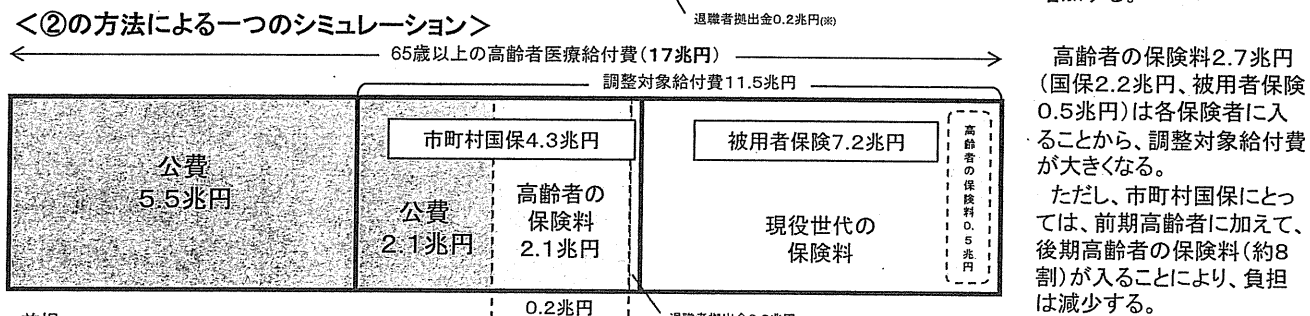 退職者拠出金0.2兆円(※)
<②の方法による一つのシミュレーション>
65歳以上の高齢者医療給付費(17兆円)
調整対象給付費11.5兆円
公費
5.5兆円
市町村国保4.3兆円
公費
2.1兆円
高齢者の
保険料
2.1兆円
0.2兆円
被用者保険7.2兆円
現役世代の
保険料
高齢者の保険料0.5兆円
高齢者の保険料2.7兆円
(国保2.2兆円、被用者保険
0.5兆円)は各保険者に入
ることから、調整対象給付費
が大きくなる。
ただし、市町村国保にとっ
ては、前期高齢者に加えて、
後期高齢者の保険料(約8
割)が入ることにより、負担
は減少する。